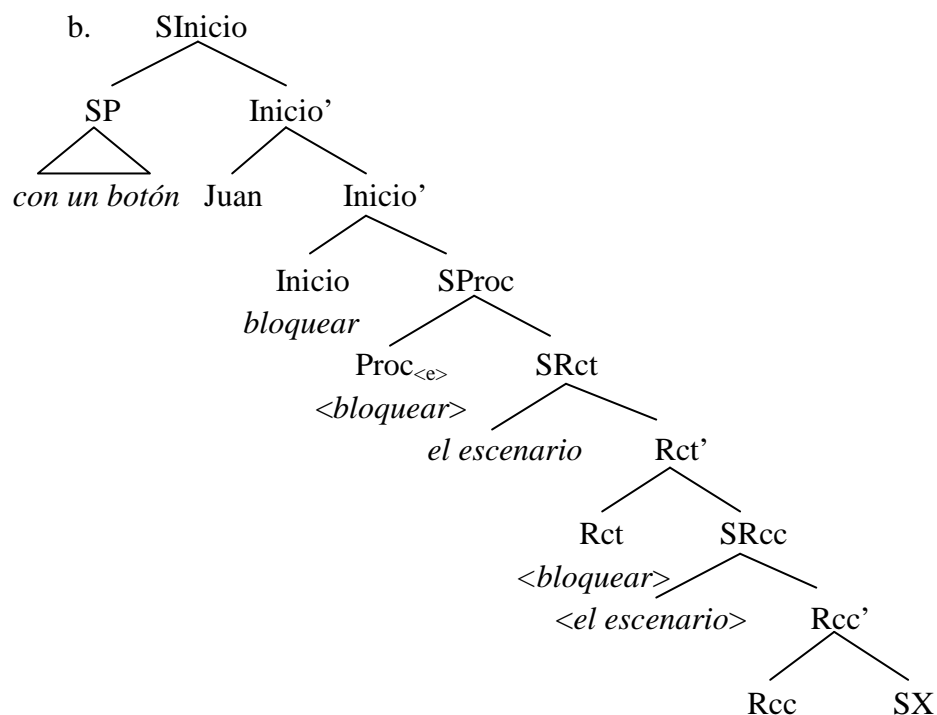 b. SInicio
SP Inicio’
con un botón Juan Inicio’
Inicio SProc
bloquear
Proc<e> SRct
<bloquear>
el escenario Rct’
Rct SRcc
<bloquear>
<el escenario> Rcc’
Rcc SX